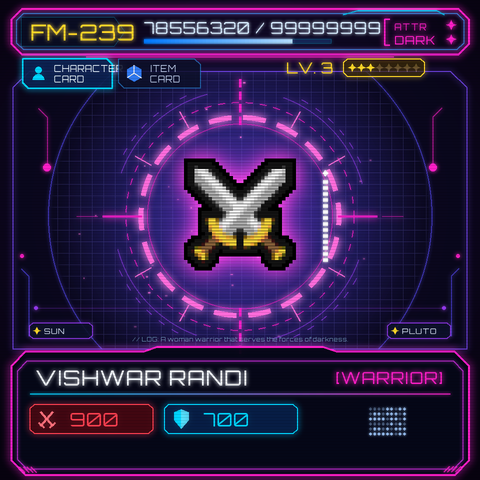 FM-239
78556320 / 99999999
ATTR
DARK
CHARACTER
CARD
ITEM
CARD
LV. 3
SUN
PLUTO
// LOG: A woman warrior that serves the forces of darkness.
VISHWAR RANDI
[WARRIOR]
900
700